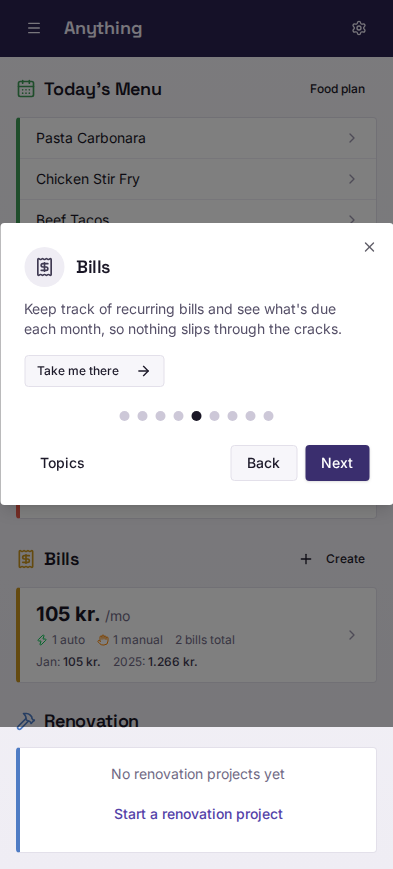 Anything
Today's Menu
Food plan
Pasta Carbonara
Chicken Stir Fry
Beef Tacos
Bills
Keep track of recurring bills and see what's due
each month, so nothing slips through the cracks.
Take me there
Topics
Back
Next
Bills
Create
105 kr. /mo
1 auto 1 manual 2 bills total
Jan: 105 kr. 2025: 1.266 kr.
Renovation
No renovation projects yet
Start a renovation project